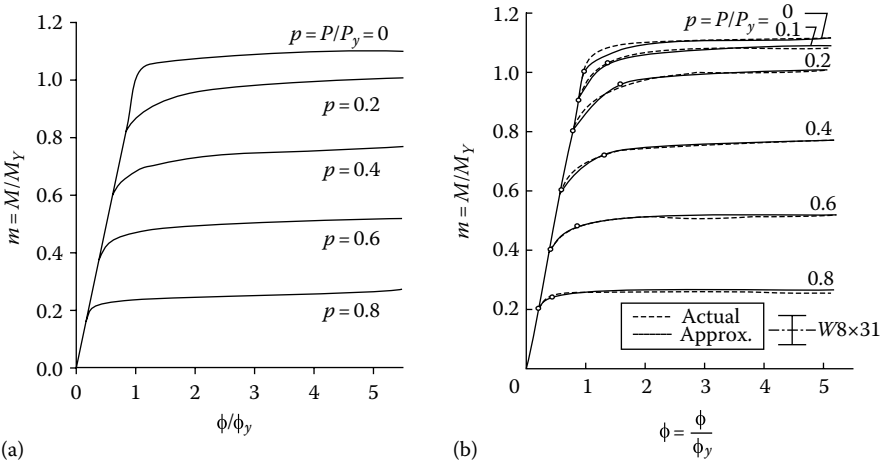 1.2
1.0
0.8
0.6
0.4
0.2
0.0
m = M/M_Y
p = P/P_y = 0
p = 0.2
p = 0.4
p = 0.6
p = 0.8
0 1 2 3 4 5
ϕ/ϕ_y
(a)
1.2
1.0
0.8
0.6
0.4
0.2
m = M/M_Y
p = P/P_y = 0
0.1
0.2
0.4
0.6
0.8
Actual
Approx.
W8×31
0 1 2 3 4 5
ϕ = ϕ/ϕ_y
(b)